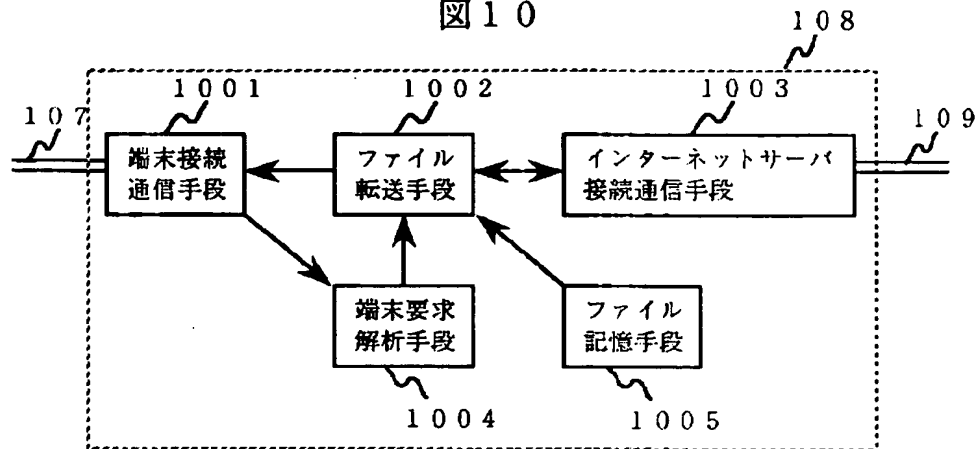 図１０
１０８
１００１
１００２
１００３
１０７
１０９
端末接続
通信手段
ファイル
転送手段
インターネットサーバ
接続通信手段
端末要求
解析手段
ファイル
記憶手段
１００４
１００５